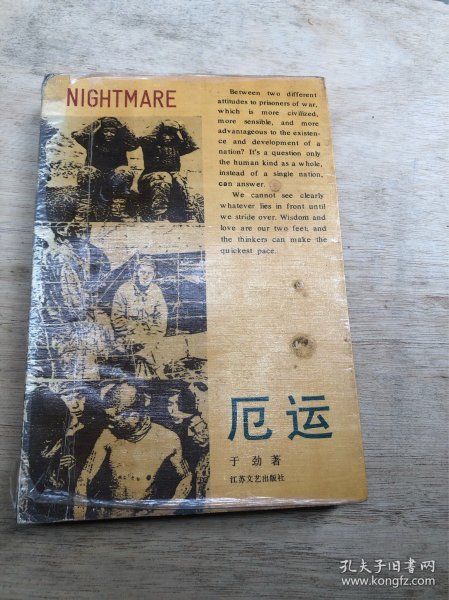 NIGHTMARE
Between two different
attitudes to prisoners of war,
which is more civilized,
more sensible, and more
advantageous to the existen-
ce and development of a
nation? It's a question only
the human kind as a whole,
instead of a single nation,
can answer.
We cannot see clearly
whatever lies in front until
we stride over. Wisdom and
love are our two feet, and
the thinkers can make the
quickest pace.
厄运
于劲著
江苏文艺出版社
孔夫子旧书网
www.kongfz.com